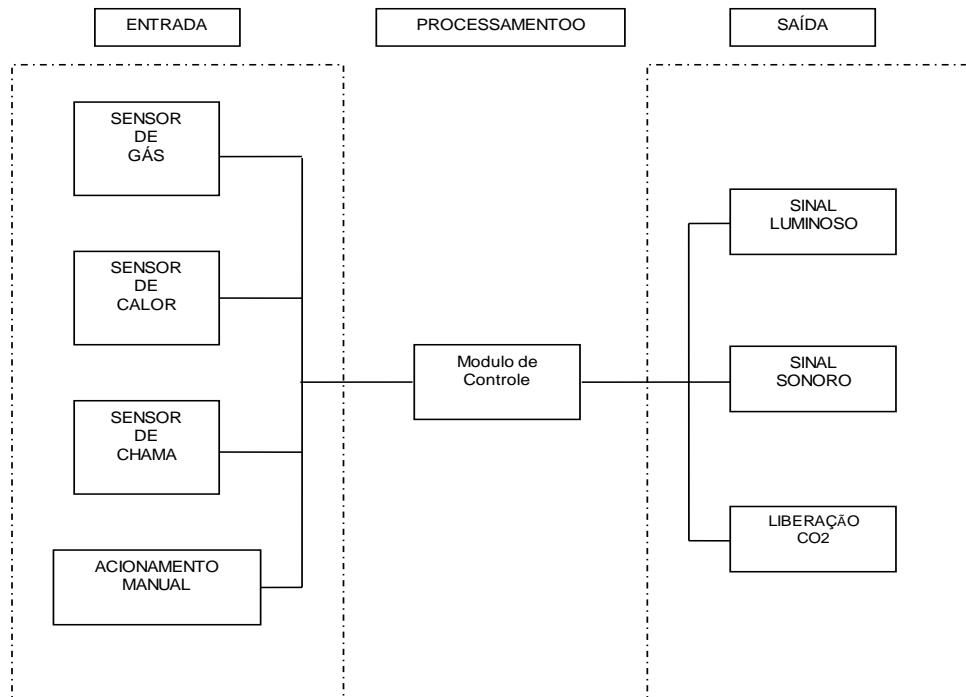 ENTRADA
PROCESSAMENTOO
SAÍDA
SENSOR
DE
GÁS
SENSOR
DE
CALOR
SENSOR
DE
CHAMA
ACIONAMENTO
MANUAL
Modulo de
Controle
SINAL
LUMINOSO
SINAL
SONORO
LIBERAÇÃO
CO2